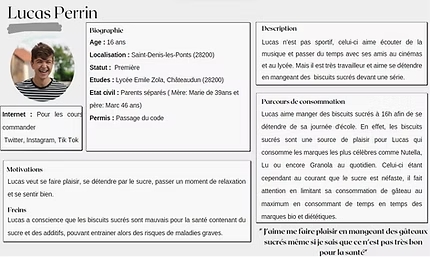 Lucas Perrin
Biographie
Age : 16 ans
Localisation : Saint-Denis-les-Ponts (28200)
Statut : Première
Etudes : Lycée Emile Zola, Châteaudun (28200)
Etat civil : Parents séparés ( Mère: Marie de 39ans et
père: Marc 46 ans)
Permis : Passage du code
Internet : Pour les cours
commander
Twitter, Instagram, Tik Tok
Motivations
Lucas veut se faire plaisir, se détendre par le sucre, passer un moment de relaxation
et se sentir bien.
Freins
Lucas a conscience que les biscuits sucrés sont mauvais pour la santé contenant du
sucre et des additifs, pouvant entrainer alors des risques de maladies graves.
Description
Lucas n'est pas sportif, celui-ci aime écouter de la
musique et passer du temps avec ses amis au cinémas
et au lycée. Mais il est très travailleur et aime se détendre
en mangeant des biscuits sucrés devant une série.
Parcours de consommation
Lucas aime manger des biscuits sucrés à 16h afin de se
détendre de sa journée d'école. En effet, les biscuits
sucrés sont une source de plaisir pour Lucas qui
consomme les marques les plus célèbres comme Nutella,
Lu ou encore Granola au quotidien. Celui-ci étant
cependant au courant que le sucre est néfaste, il fait
attention en limitant sa consommation de gâteau au
maximum en consommant de temps en temps des
marques bio et diététiques.
" J'aime me faire plaisir en mangeant des gâteaux
sucrés même si je sais que ce n'est pas très bon
pour la santé"